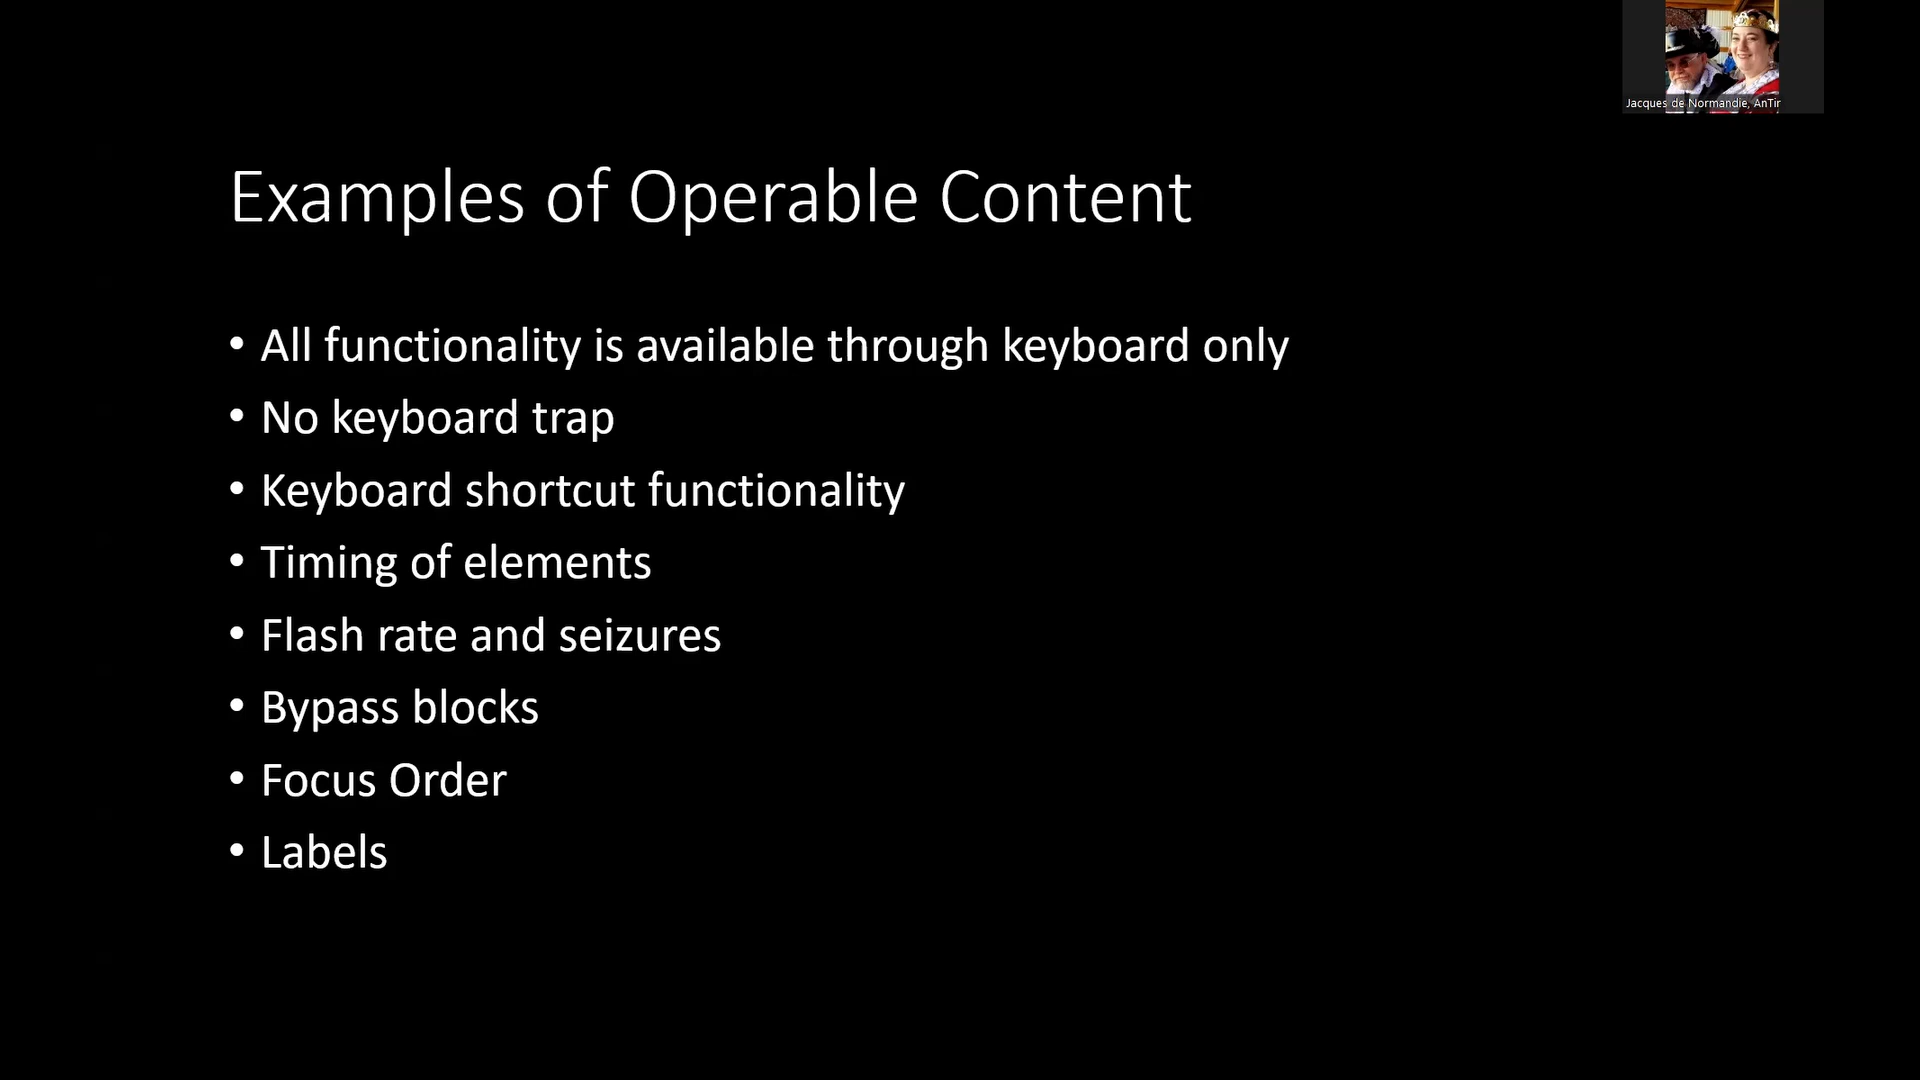 Jacques de Normandie, AnTir
Examples of Operable Content
• All functionality is available through keyboard only
• No keyboard trap
• Keyboard shortcut functionality
• Timing of elements
• Flash rate and seizures
• Bypass blocks
• Focus Order
• Labels